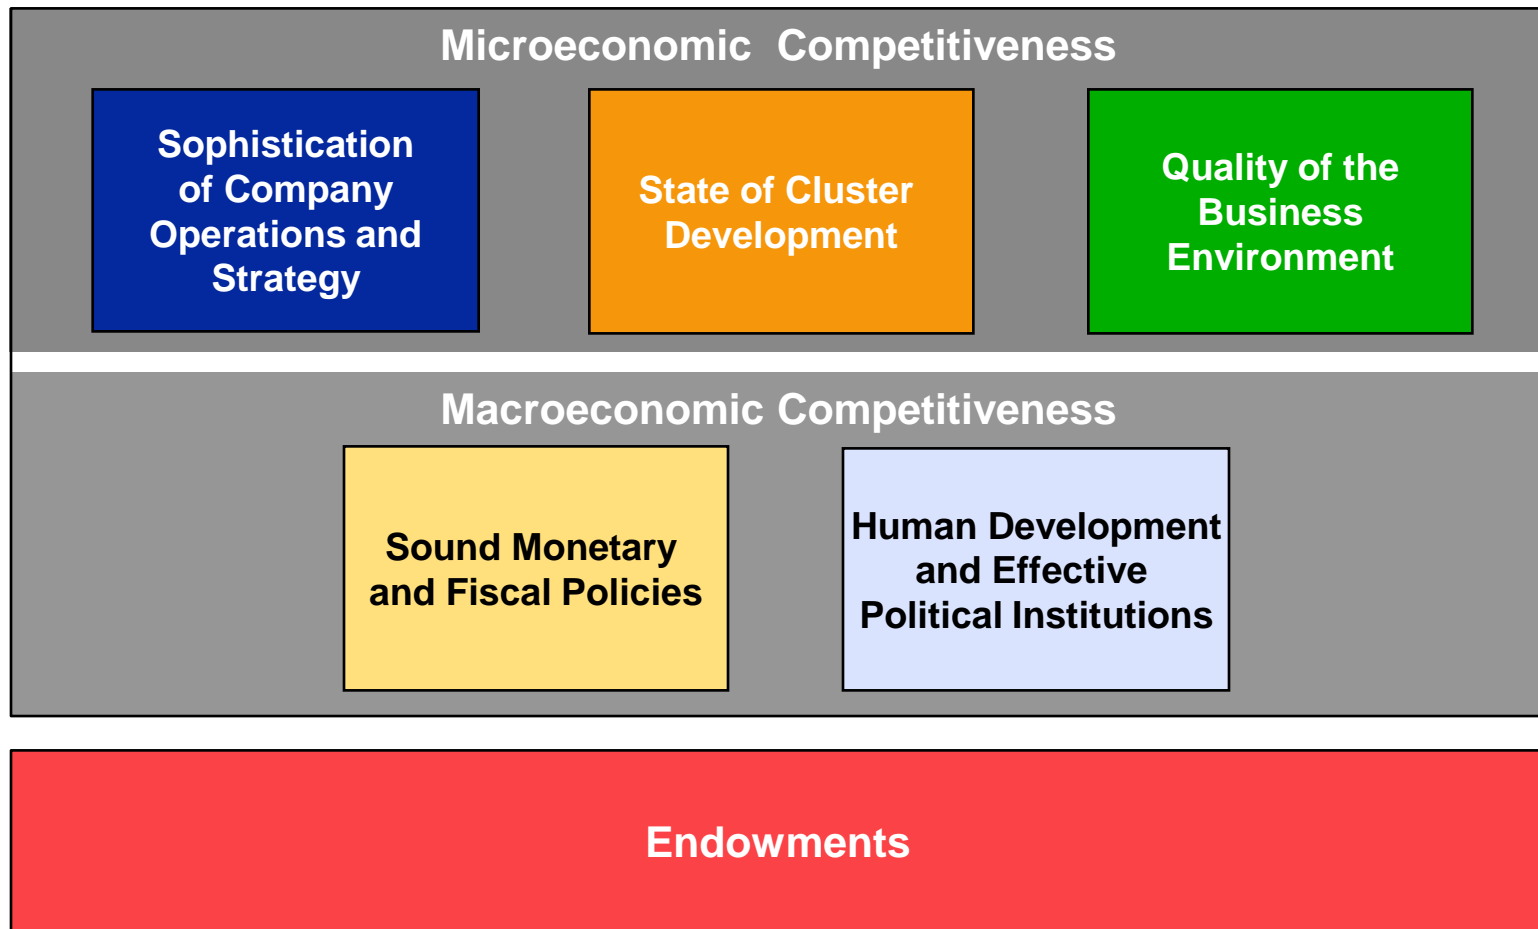 Microeconomic Competitiveness
Sophistication
of Company
Operations and
Strategy
State of Cluster
Development
Quality of the
Business
Environment
Macroeconomic Competitiveness
Sound Monetary
and Fiscal Policies
Human Development
and Effective
Political Institutions
Endowments